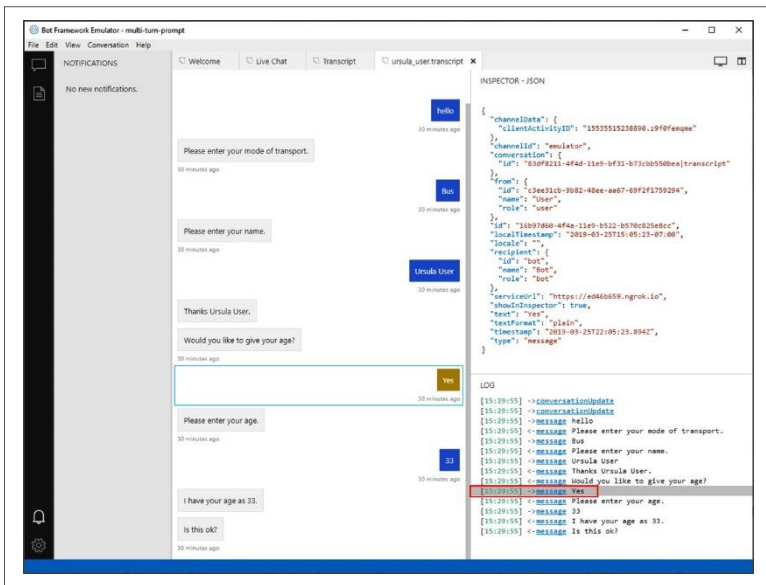 Bot Framework Emulator - multi-turn-prompt
File Edit View Conversation Help
NOTIFICATIONS
No new notifications.
Welcome
Live Chat
Transcript
ursula_user.transcript
hello
30 minutes ago
Please enter your mode of transport.
30 minutes ago
Bus
30 minutes ago
Please enter your name.
30 minutes ago
Ursula User
30 minutes ago
Thanks Ursula User.
Would you like to give your age?
30 minutes ago
Yes
30 minutes ago
Please enter your age.
30 minutes ago
33
30 minutes ago
I have your age as 33.
Is this ok?
30 minutes ago
INSPECTOR - JSON
{
"channelData": {
"clientActivityID": "15535515238890.i9f0femqme"
},
"channelId": "emulator",
"conversation": {
"id": "03df8211-4f4d-11e9-bf31-b73cbb550bea|transcript"
},
"from": {
"id": "c3ee31cb-9b82-48ee-aa67-69f2f1759294",
"name": "User",
"role": "user"
},
"id": "16b97d60-4f4a-11e9-b522-b570c825e8cc",
"localTimestamp": "2019-03-25T15:05:23-07:00",
"locale": "",
"recipient": {
"id": "bot",
"name": "Bot",
"role": "bot"
},
"serviceUrl": "https://ed46b659.ngrok.io",
"showInInspector": true,
"text": "Yes",
"textFormat": "plain",
"timestamp": "2019-03-25T22:05:23.894Z",
"type": "message"
}
LOG
[15:29:55] ->conversationUpdate
[15:29:55] ->conversationUpdate
[15:29:55] ->message hello
[15:29:55] <-message Please enter your mode of transport.
[15:29:55] ->message Bus
[15:29:55] <-message Please enter your name.
[15:29:55] ->message Ursula User
[15:29:55] <-message Thanks Ursula User.
[15:29:55] <-message Would you like to give your age?
[15:29:55] ->message Yes
[15:29:55] <-message Please enter your age.
[15:29:55] ->message 33
[15:29:55] <-message I have your age as 33.
[15:29:55] <-message Is this ok?